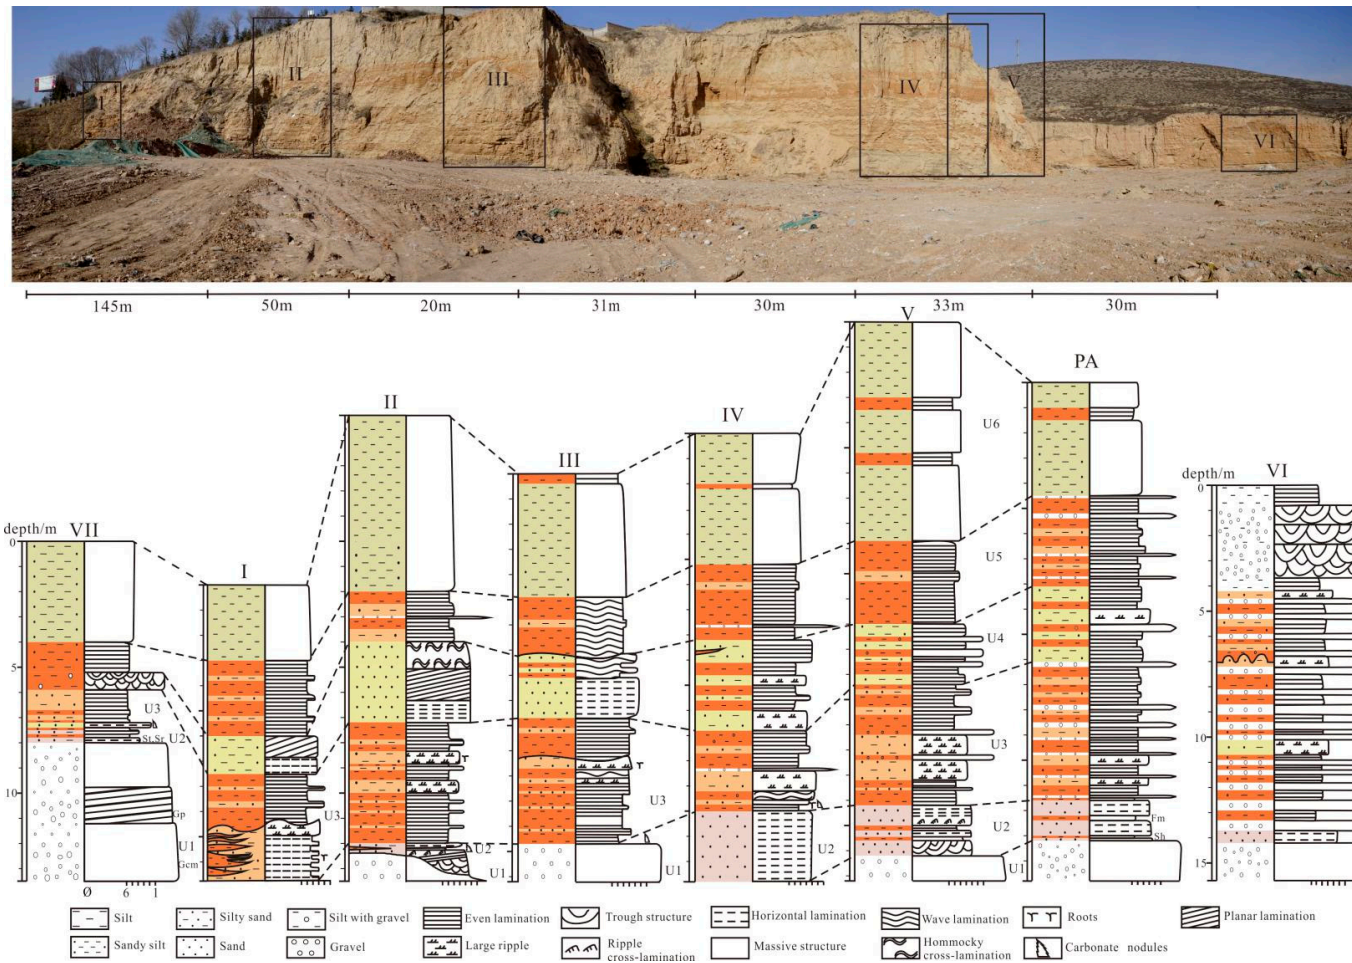 I
II
III
IV
V
VI
145m
50m
20m
31m
30m
33m
30m
V
PA
II
IV
U6
III
VI
depth/m
VII
depth/m
0
0
I
U5
U4
5
5
U3
St,Sr
U2
U3
10
10
Gp
U3
U3
U2
Fm
U1
Gcm
U2
U1
U1
U2
U1
Sh
15
Ø 6 1
Silt
Silty sand
Silt with gravel
Even lamination
Trough structure
Horizontal lamination
Wave lamination
Roots
Planar lamination
Sandy silt
Sand
Gravel
Large ripple
Ripple
cross-lamination
Massive structure
Hommocky
cross-lamination
Carbonate nodules